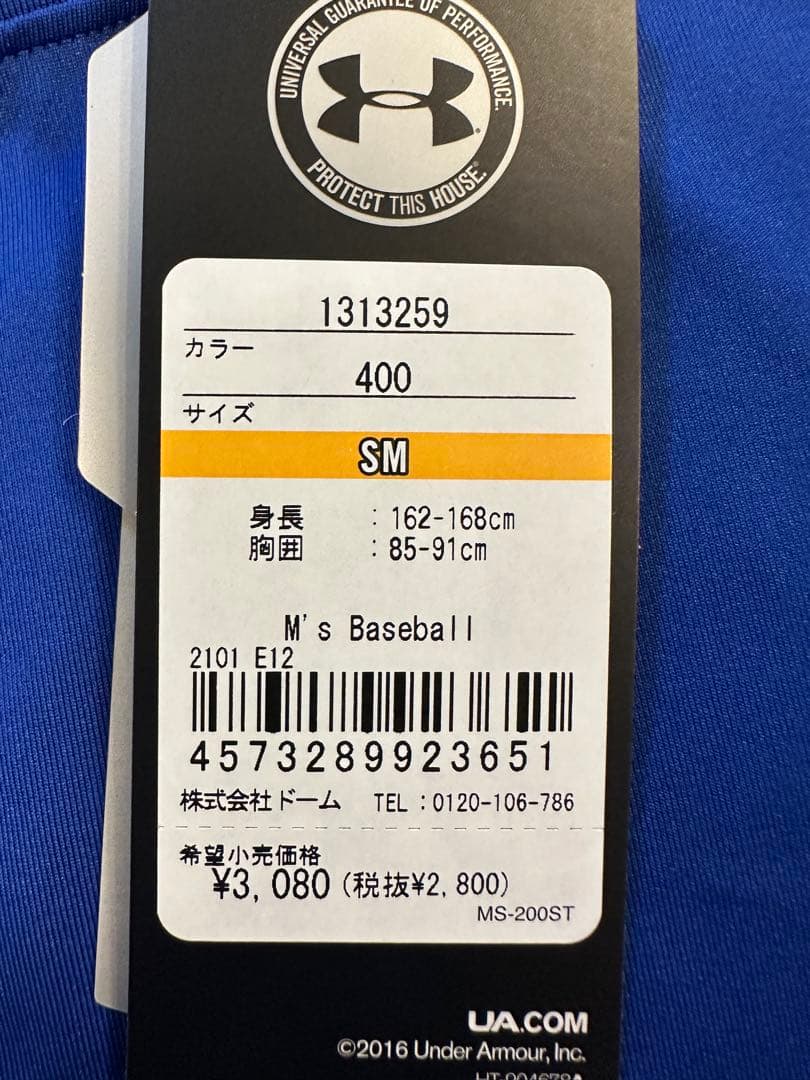 UNIVERSAL GUARANTEE OF PERFORMANCE.
PROTECT THIS HOUSE.®
1313259
カラー
400
サイズ
SM
身長 : 162-168cm
胸囲 : 85-91cm
M's Baseball
2101 E12
4573289923651
株式会社ドーム TEL : 0120-106-786
希望小売価格
¥3,080 (税抜¥2,800)
MS-200ST
UA.COM
©2016 Under Armour, Inc.